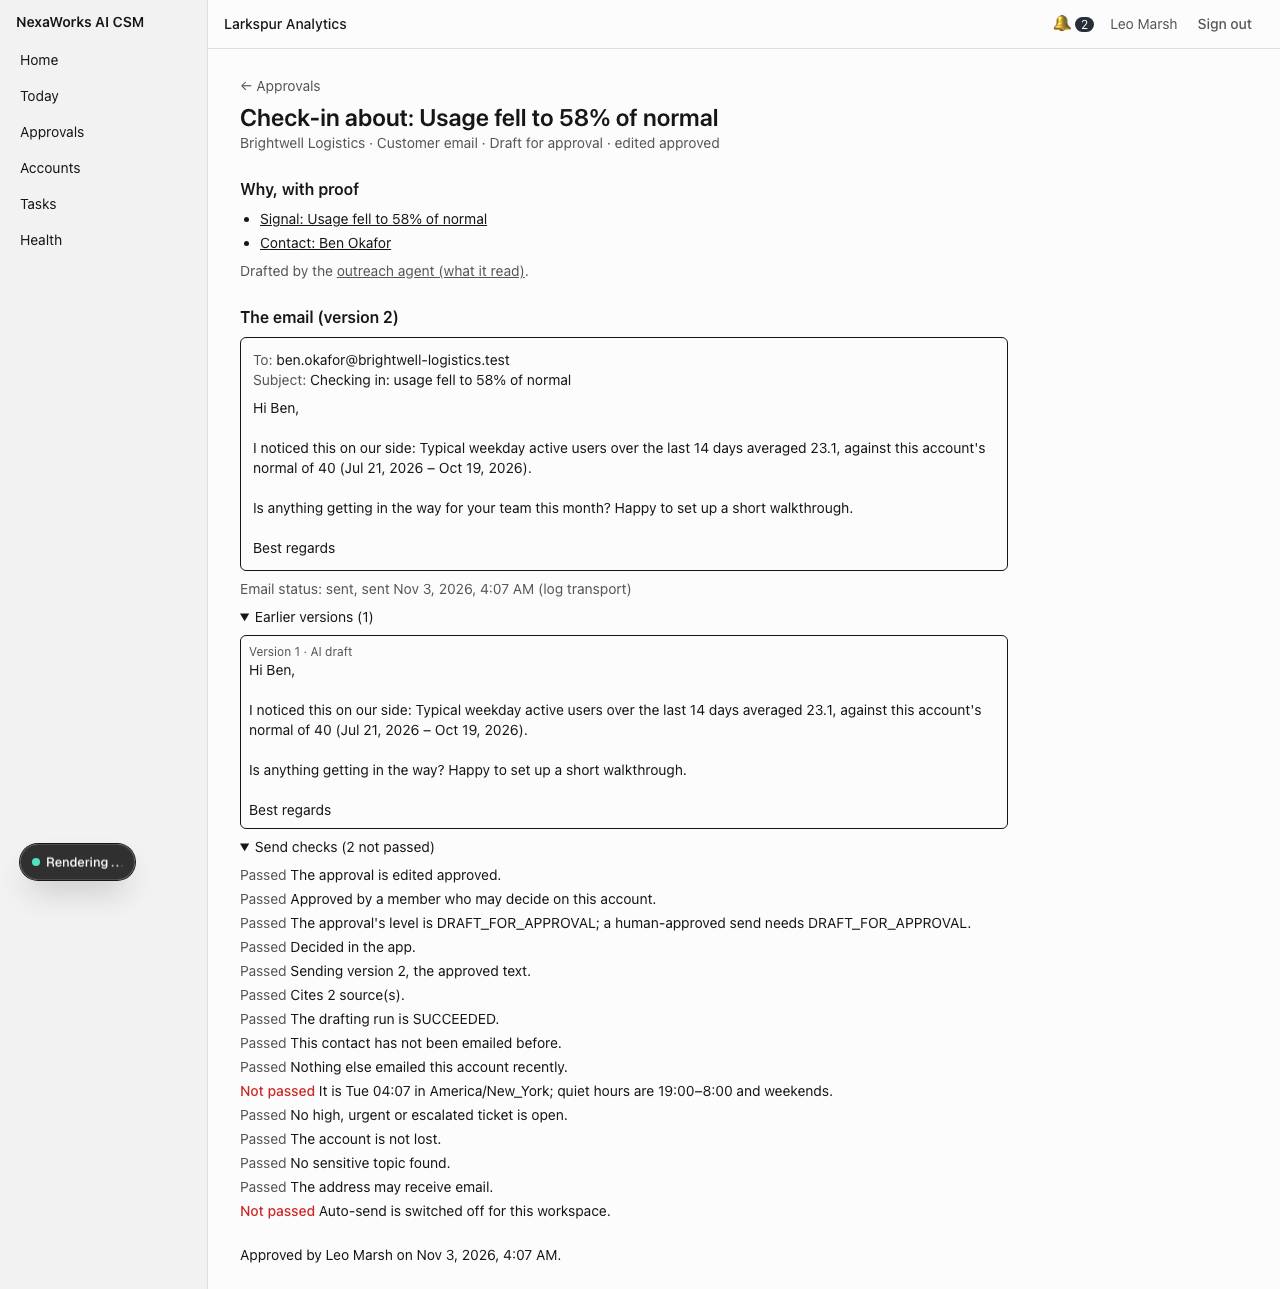 NexaWorks AI CSM
Home
Today
Approvals
Accounts
Tasks
Health
Larkspur Analytics
2
Leo Marsh
Sign out
← Approvals
Check-in about: Usage fell to 58% of normal
Brightwell Logistics · Customer email · Draft for approval · edited approved
Why, with proof
• Signal: Usage fell to 58% of normal
• Contact: Ben Okafor
Drafted by the outreach agent (what it read).
The email (version 2)
To: ben.okafor@brightwell-logistics.test
Subject: Checking in: usage fell to 58% of normal
Hi Ben,
I noticed this on our side: Typical weekday active users over the last 14 days averaged 23.1, against this account's
normal of 40 (Jul 21, 2026 – Oct 19, 2026).
Is anything getting in the way for your team this month? Happy to set up a short walkthrough.
Best regards
Email status: sent, sent Nov 3, 2026, 4:07 AM (log transport)
▼ Earlier versions (1)
Version 1 · AI draft
Hi Ben,
I noticed this on our side: Typical weekday active users over the last 14 days averaged 23.1, against this account's
normal of 40 (Jul 21, 2026 – Oct 19, 2026).
Is anything getting in the way? Happy to set up a short walkthrough.
Best regards
▼ Send checks (2 not passed)
Passed The approval is edited approved.
Passed Approved by a member who may decide on this account.
Rendering ...
Passed The approval's level is DRAFT_FOR_APPROVAL; a human-approved send needs DRAFT_FOR_APPROVAL.
Passed Decided in the app.
Passed Sending version 2, the approved text.
Passed Cites 2 source(s).
Passed The drafting run is SUCCEEDED.
Passed This contact has not been emailed before.
Passed Nothing else emailed this account recently.
Not passed It is Tue 04:07 in America/New_York; quiet hours are 19:00–8:00 and weekends.
Passed No high, urgent or escalated ticket is open.
Passed The account is not lost.
Passed No sensitive topic found.
Passed The address may receive email.
Not passed Auto-send is switched off for this workspace.
Approved by Leo Marsh on Nov 3, 2026, 4:07 AM.